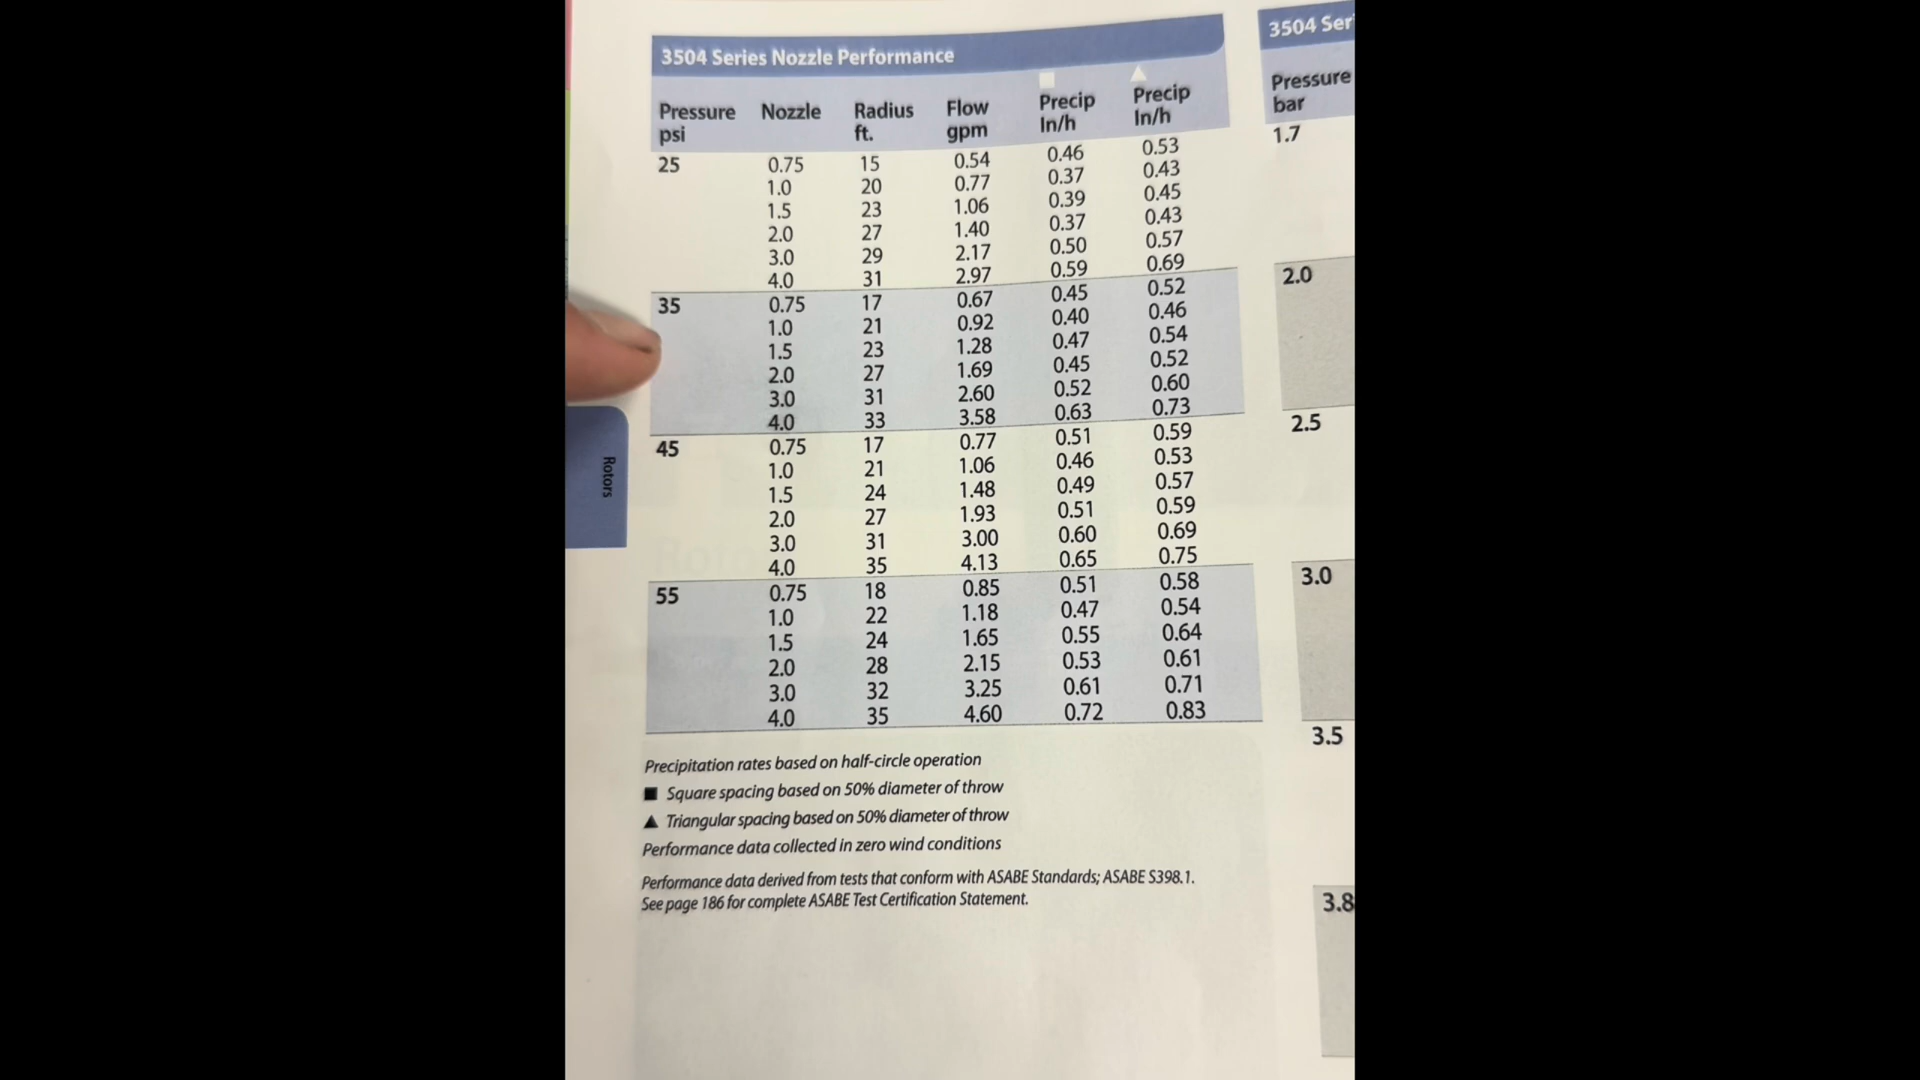 3504 Series Nozzle Performance
Pressure psi Nozzle Radius ft. Flow gpm ■ Precip In/h ▲ Precip In/h
25 0.75 15 0.54 0.46 0.53
1.0 20 0.77 0.37 0.43
1.5 23 1.06 0.39 0.45
2.0 27 1.40 0.37 0.43
3.0 29 2.17 0.50 0.57
4.0 31 2.97 0.59 0.69
35 0.75 17 0.67 0.45 0.52
1.0 21 0.92 0.40 0.46
1.5 23 1.28 0.47 0.54
2.0 27 1.69 0.45 0.52
3.0 31 2.60 0.52 0.60
4.0 33 3.58 0.63 0.73
45 0.75 17 0.77 0.51 0.59
1.0 21 1.06 0.46 0.53
1.5 24 1.48 0.49 0.57
2.0 27 1.93 0.51 0.59
3.0 31 3.00 0.60 0.69
4.0 35 4.13 0.65 0.75
55 0.75 18 0.85 0.51 0.58
1.0 22 1.18 0.47 0.54
1.5 24 1.65 0.55 0.64
2.0 28 2.15 0.53 0.61
3.0 32 3.25 0.61 0.71
4.0 35 4.60 0.72 0.83
Precipitation rates based on half-circle operation
■ Square spacing based on 50% diameter of throw
▲ Triangular spacing based on 50% diameter of throw
Performance data collected in zero wind conditions
Performance data derived from tests that conform with ASABE Standards; ASABE S398.1.
See page 186 for complete ASABE Test Certification Statement.
Rotors
3504 Ser
Pressure
bar
1.7
2.0
2.5
3.0
3.5
3.8